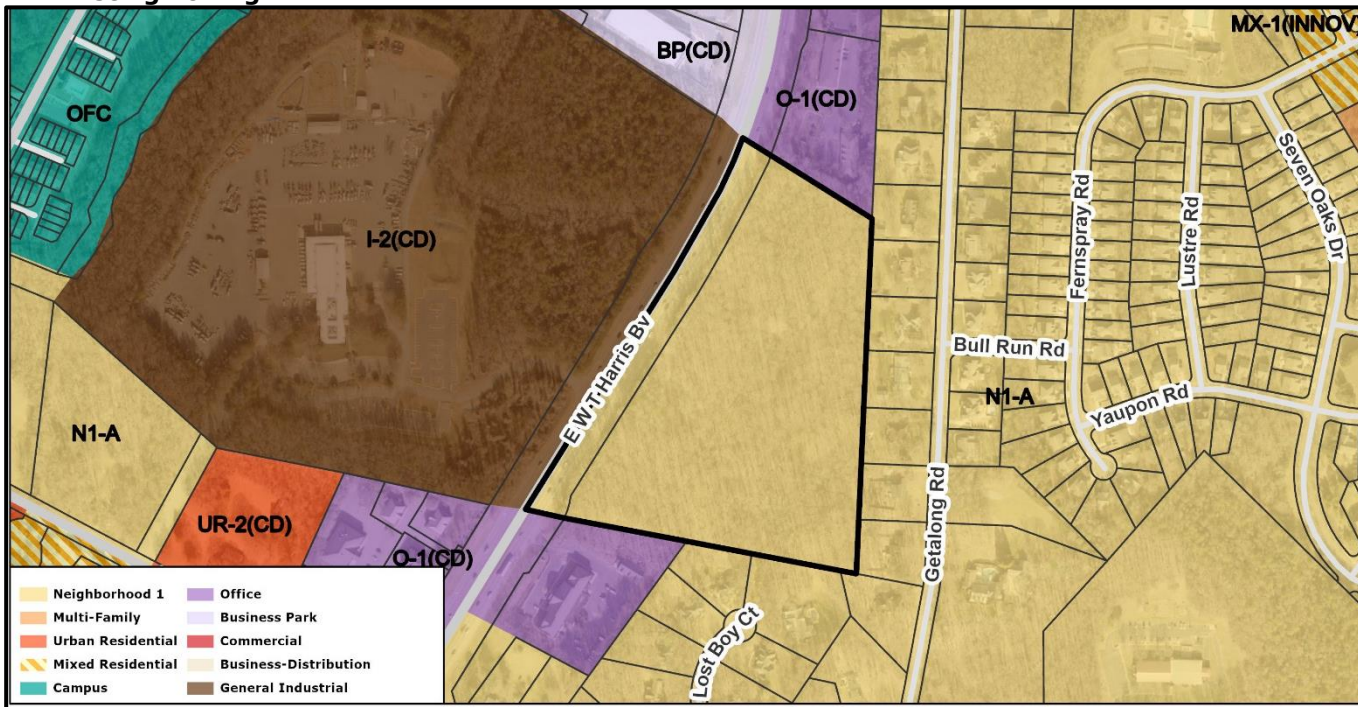 MX-1(INNOV)
BP(CD)
O-1(CD)
OFC
Seven Oaks Dr
Fernspray Rd
Lustre Rd
I-2(CD)
E W T Harris Bv
Bull Run Rd
N1-A
Yaupon Rd
N1-A
UR-2(CD)
O-1(CD)
Getalong Rd
Lost Boy Ct
Neighborhood 1
Multi-Family
Urban Residential
Mixed Residential
Campus
Office
Business Park
Commercial
Business-Distribution
General Industrial